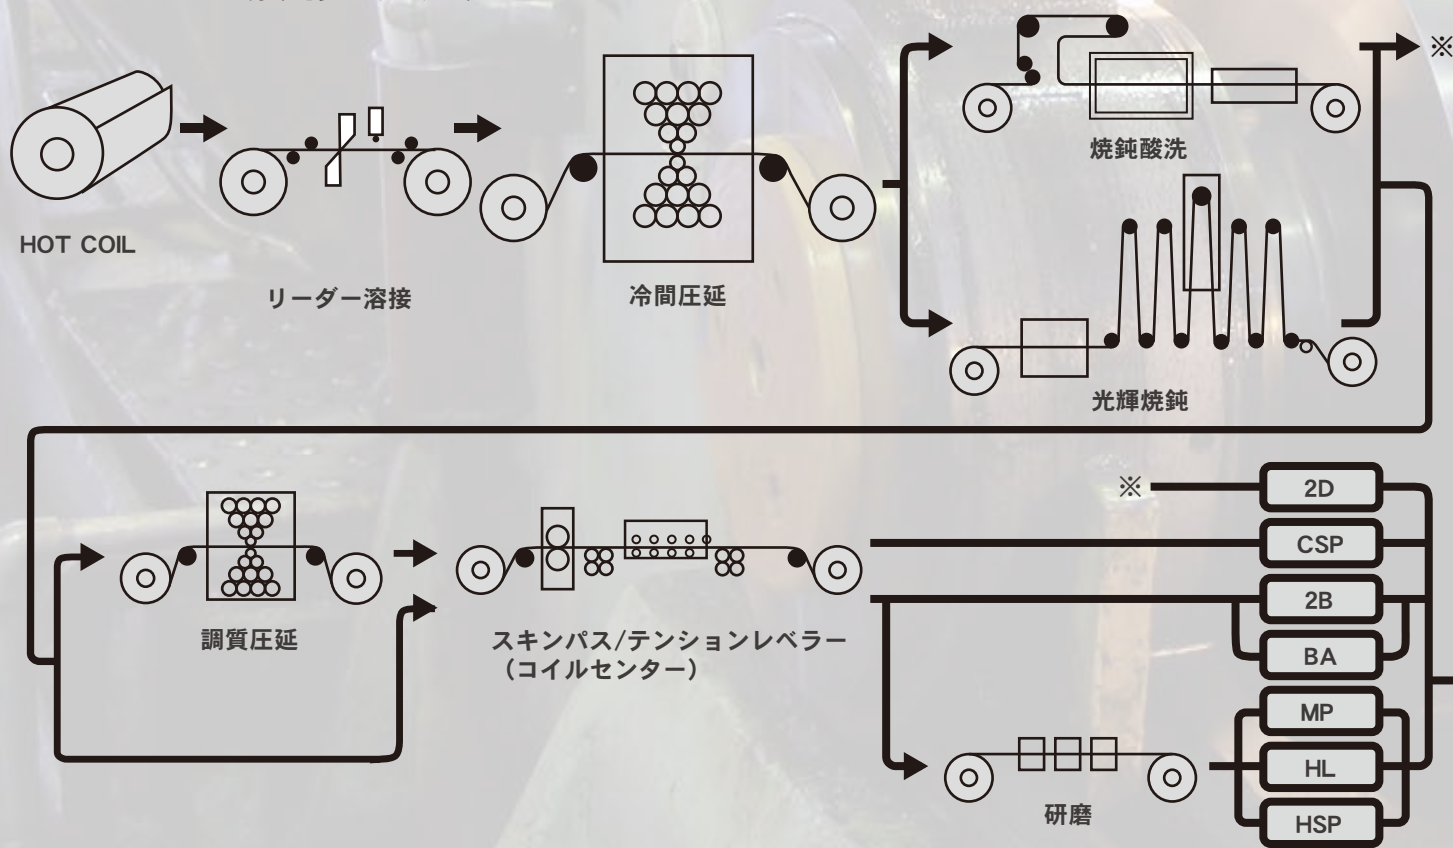 ※
焼鈍酸洗
HOT COIL
リーダー溶接
冷間圧延
光輝焼鈍
※
2D
CSP
2B
BA
調質圧延
スキンパス/テンションレベラー
（コイルセンター）
MP
HL
HSP
研磨